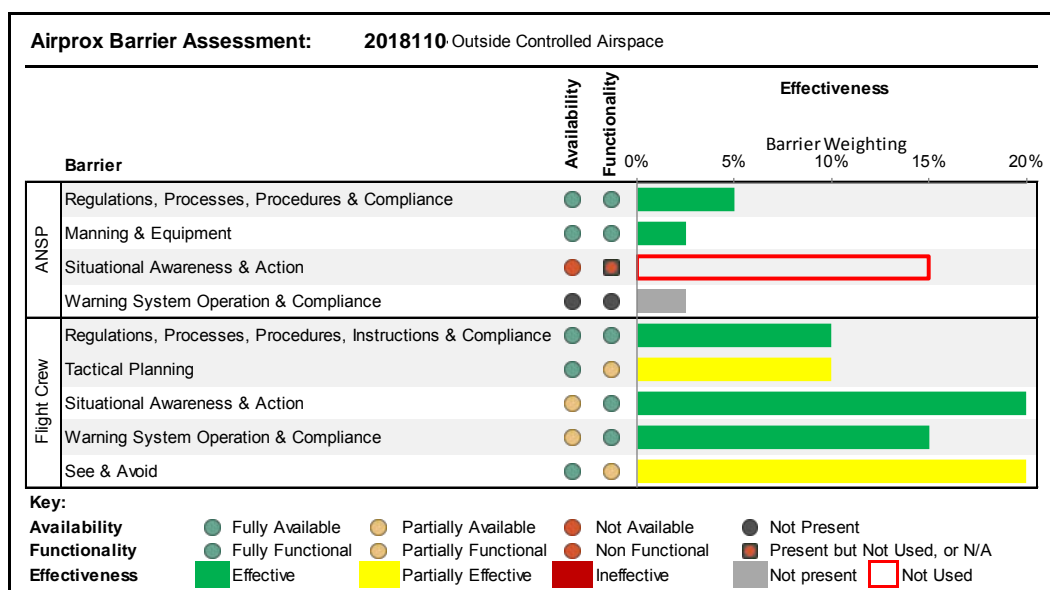 Airprox Barrier Assessment: 2018110 Outside Controlled Airspace
Barrier
Availability
Functionality
Effectiveness
Barrier Weighting
0% 5% 10% 15% 20%
ANSP
Regulations, Processes, Procedures & Compliance
Manning & Equipment
Situational Awareness & Action
Warning System Operation & Compliance
Flight Crew
Regulations, Processes, Procedures, Instructions & Compliance
Tactical Planning
Situational Awareness & Action
Warning System Operation & Compliance
See & Avoid
Key:
Availability Fully Available Partially Available Not Available Not Present
Functionality Fully Functional Partially Functional Non Functional Present but Not Used, or N/A
Effectiveness Effective Partially Effective Ineffective Not present Not Used